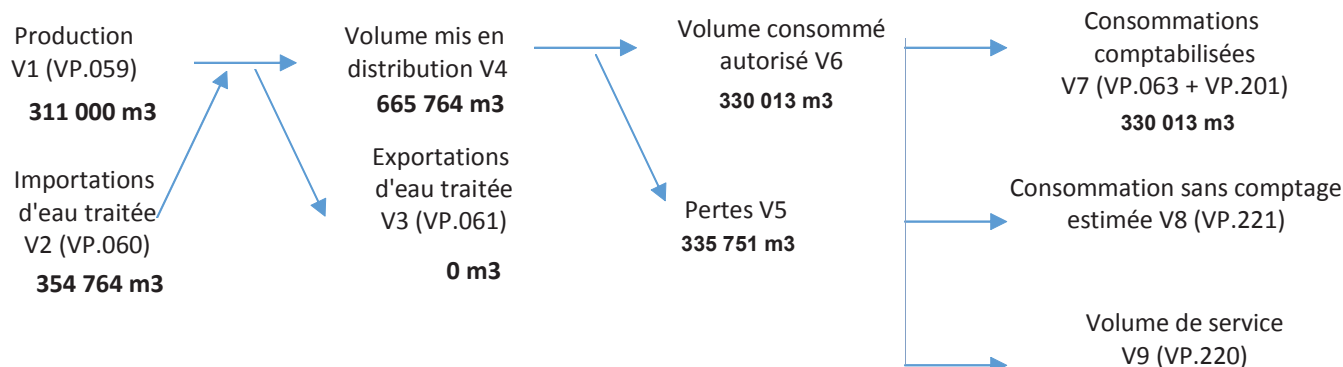 Production
V1 (VP.059)
311 000 m3
Importations
d'eau traitée
V2 (VP.060)
354 764 m3
Volume mis en
distribution V4
665 764 m3
Exportations
d'eau traitée
V3 (VP.061)
0 m3
Volume consommé
autorisé V6
330 013 m3
Pertes V5
335 751 m3
Consommations
comptabilisées
V7 (VP.063 + VP.201)
330 013 m3
Consommation sans comptage
estimée V8 (VP.221)
Volume de service
V9 (VP.220)